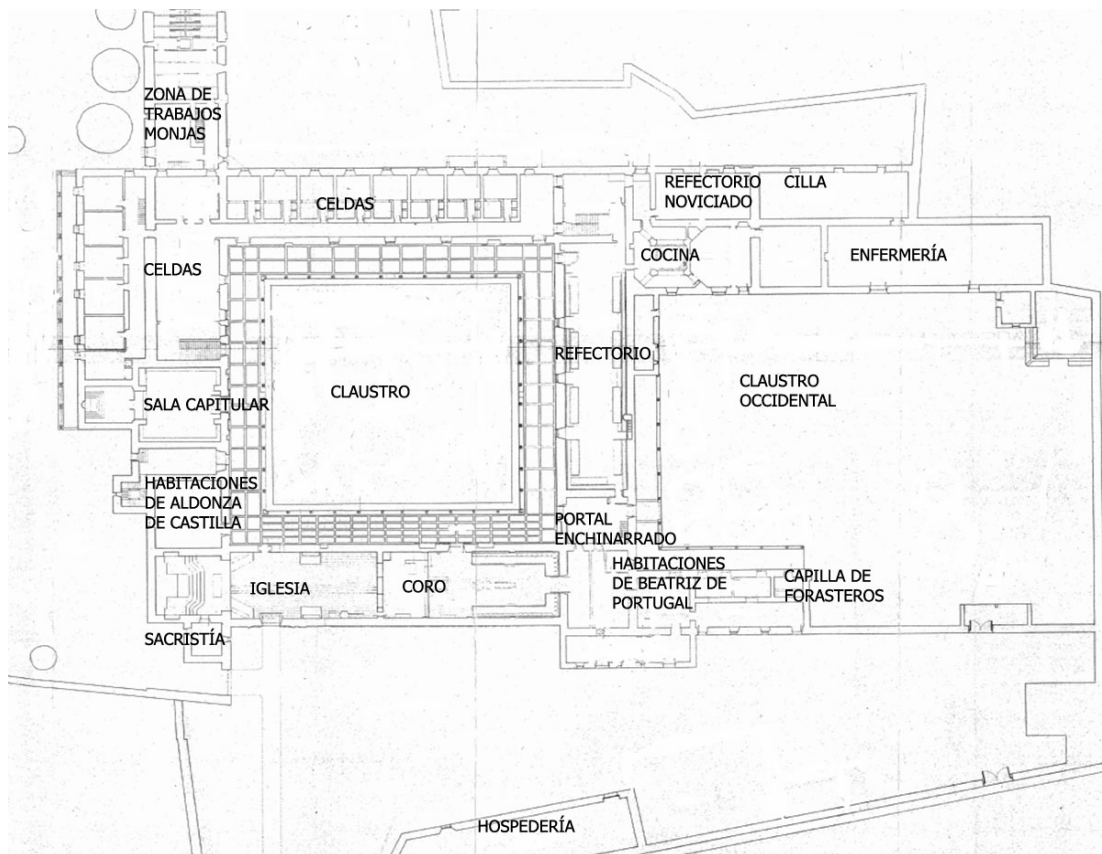 ZONA DE
TRABAJOS
MONJAS
CELDAS
REFECTORIO
NOVICIADO
CILLA
CELDAS
COCINA
ENFERMERÍA
CLAUSTRO
REFECTORIO
CLAUSTRO
OCCIDENTAL
SALA CAPITULAR
HABITACIONES
DE ALDONZA
DE CASTILLA
PORTAL
ENCHINARRADO
IGLESIA
CORO
HABITACIONES
DE BEATRIZ DE
PORTUGAL
CAPILLA DE
FORASTEROS
SACRISTÍA
HOSPEDERÍA